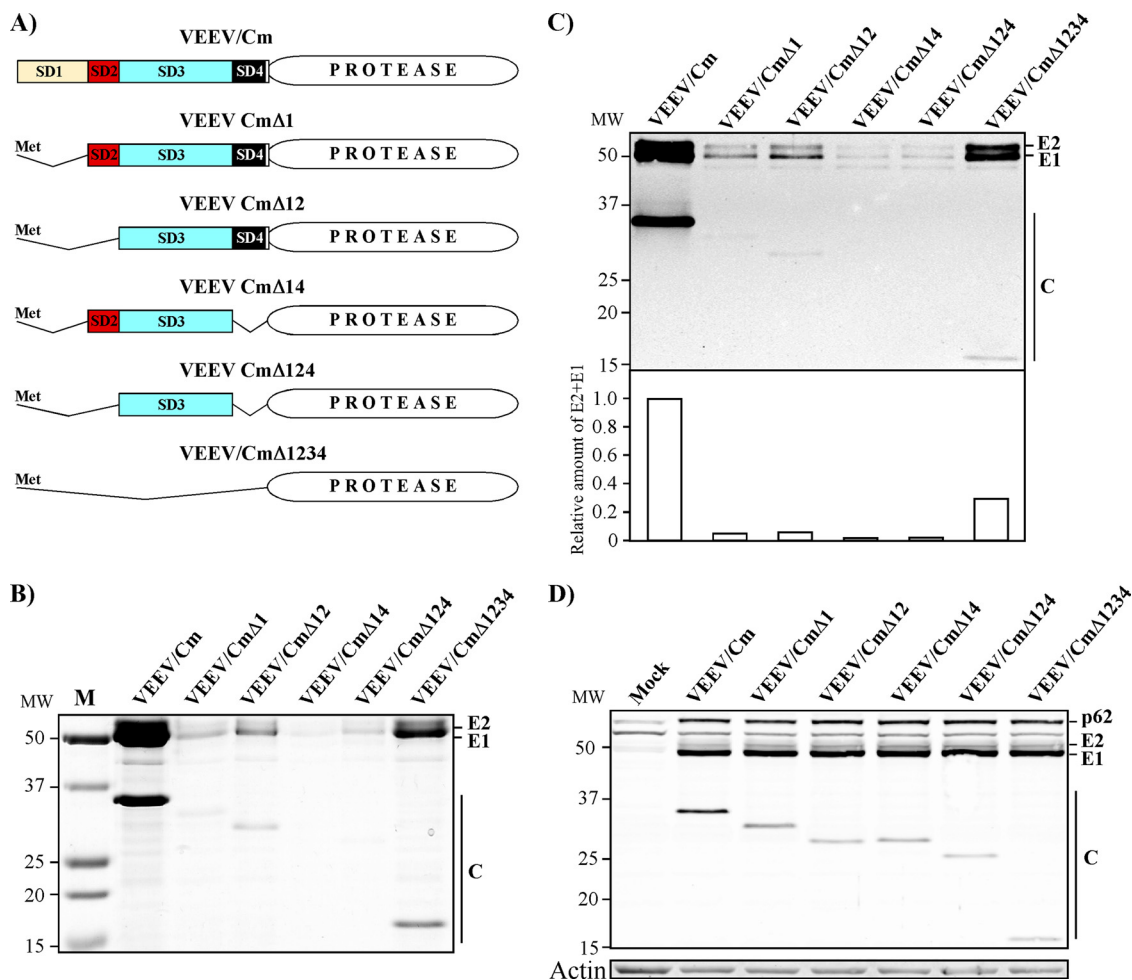 A)
VEEV/Cm
SD1 SD2 SD3 SD4 PROTEASE
VEEV CmΔ1
Met SD2 SD3 SD4 PROTEASE
VEEV CmΔ12
Met SD3 SD4 PROTEASE
VEEV CmΔ14
Met SD2 SD3 PROTEASE
VEEV CmΔ124
Met SD3 PROTEASE
VEEV/CmΔ1234
Met PROTEASE
B)
MW M VEEV/Cm VEEV/CmΔ1 VEEV/CmΔ12 VEEV/CmΔ14 VEEV/CmΔ124 VEEV/CmΔ1234
E2
50 E1
37
25 C
20
15
C)
MW VEEV/Cm VEEV/CmΔ1 VEEV/CmΔ12 VEEV/CmΔ14 VEEV/CmΔ124 VEEV/CmΔ1234
E2
50 E1
37
25 C
20
15
Relative amount of E2+E1
1.0
0.8
0.6
0.4
0.2
0
D)
MW Mock VEEV/Cm VEEV/CmΔ1 VEEV/CmΔ12 VEEV/CmΔ14 VEEV/CmΔ124 VEEV/CmΔ1234
p62
50 E2
E1
37
25 C
20
15
Actin